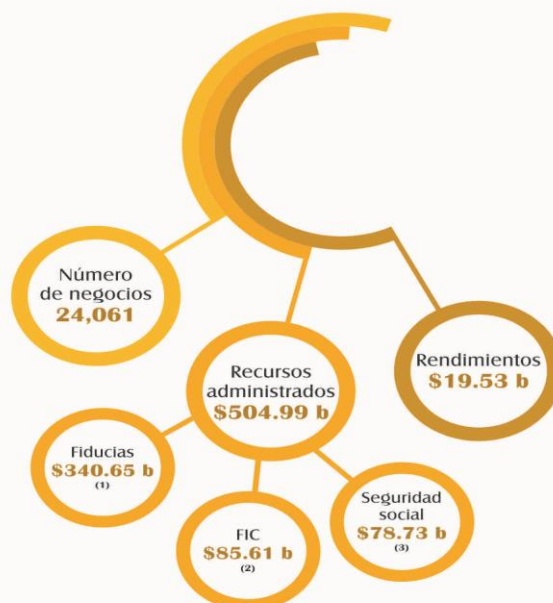 Número
de negocios
24,061
Recursos
administrados
$504.99 b
Rendimientos
$19.53 b
Fiducias
$340.65 b
(1)
FIC
$85.61 b
(2)
Seguridad
social
$78.73 b
(3)